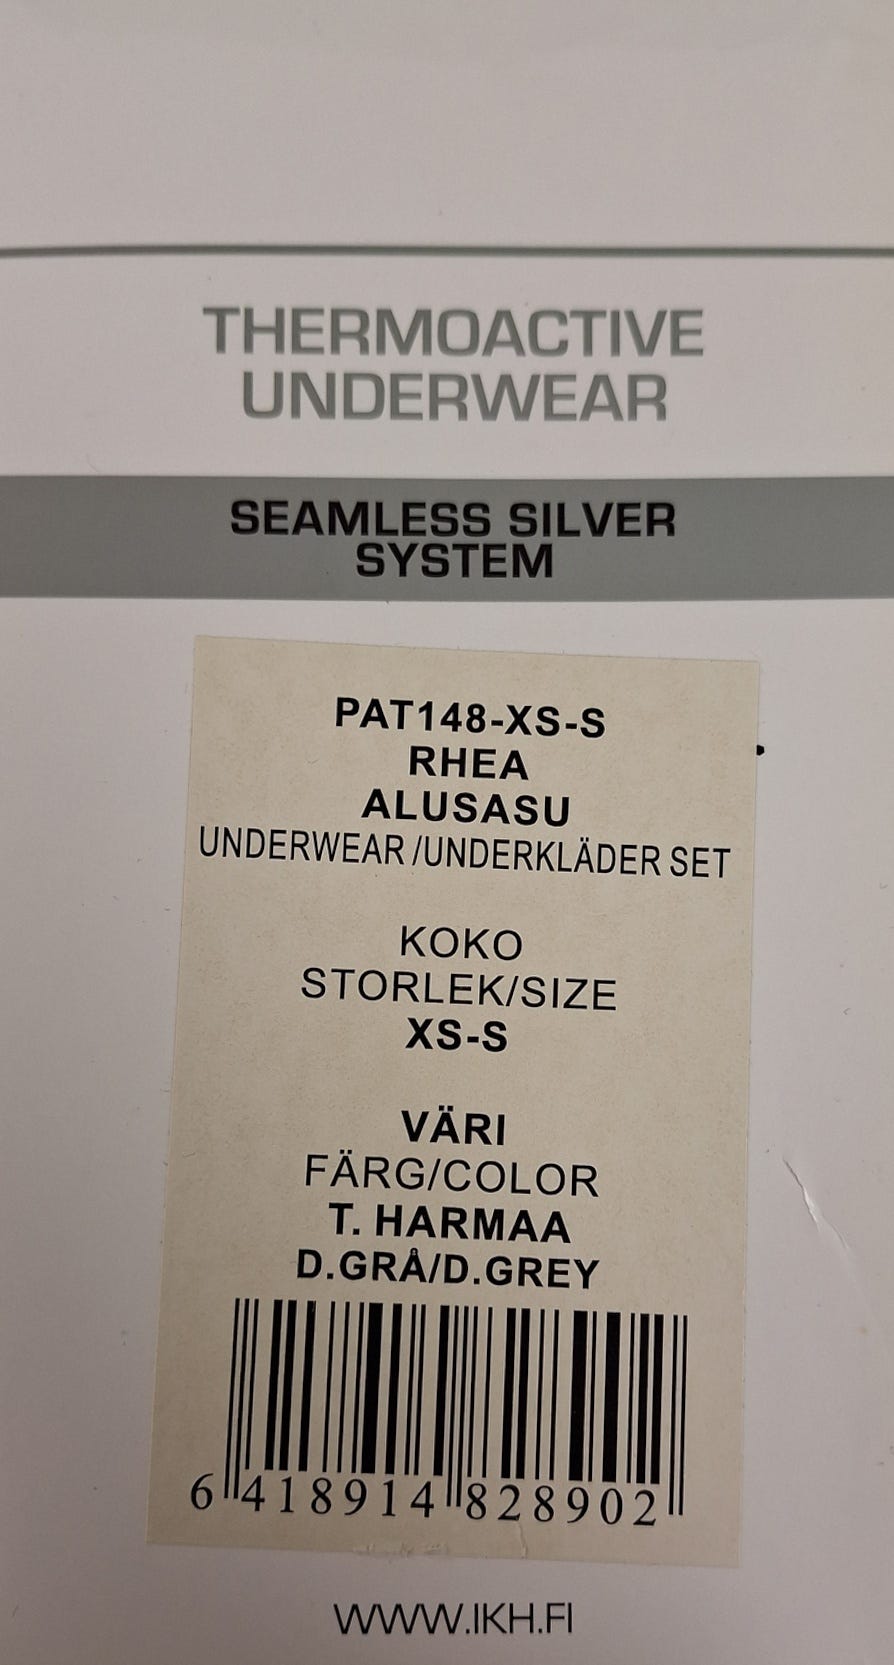 THERMOACTIVE
UNDERWEAR
SEAMLESS SILVER
SYSTEM
PAT148-XS-S
RHEA
ALUSASU
UNDERWEAR/UNDERKLÄDER SET
KOKO
STORLEK/SIZE
XS-S
VÄRI
FÄRG/COLOR
T. HARMAA
D.GRÅ/D.GREY
6 418914 828902
WWW.IKH.FI